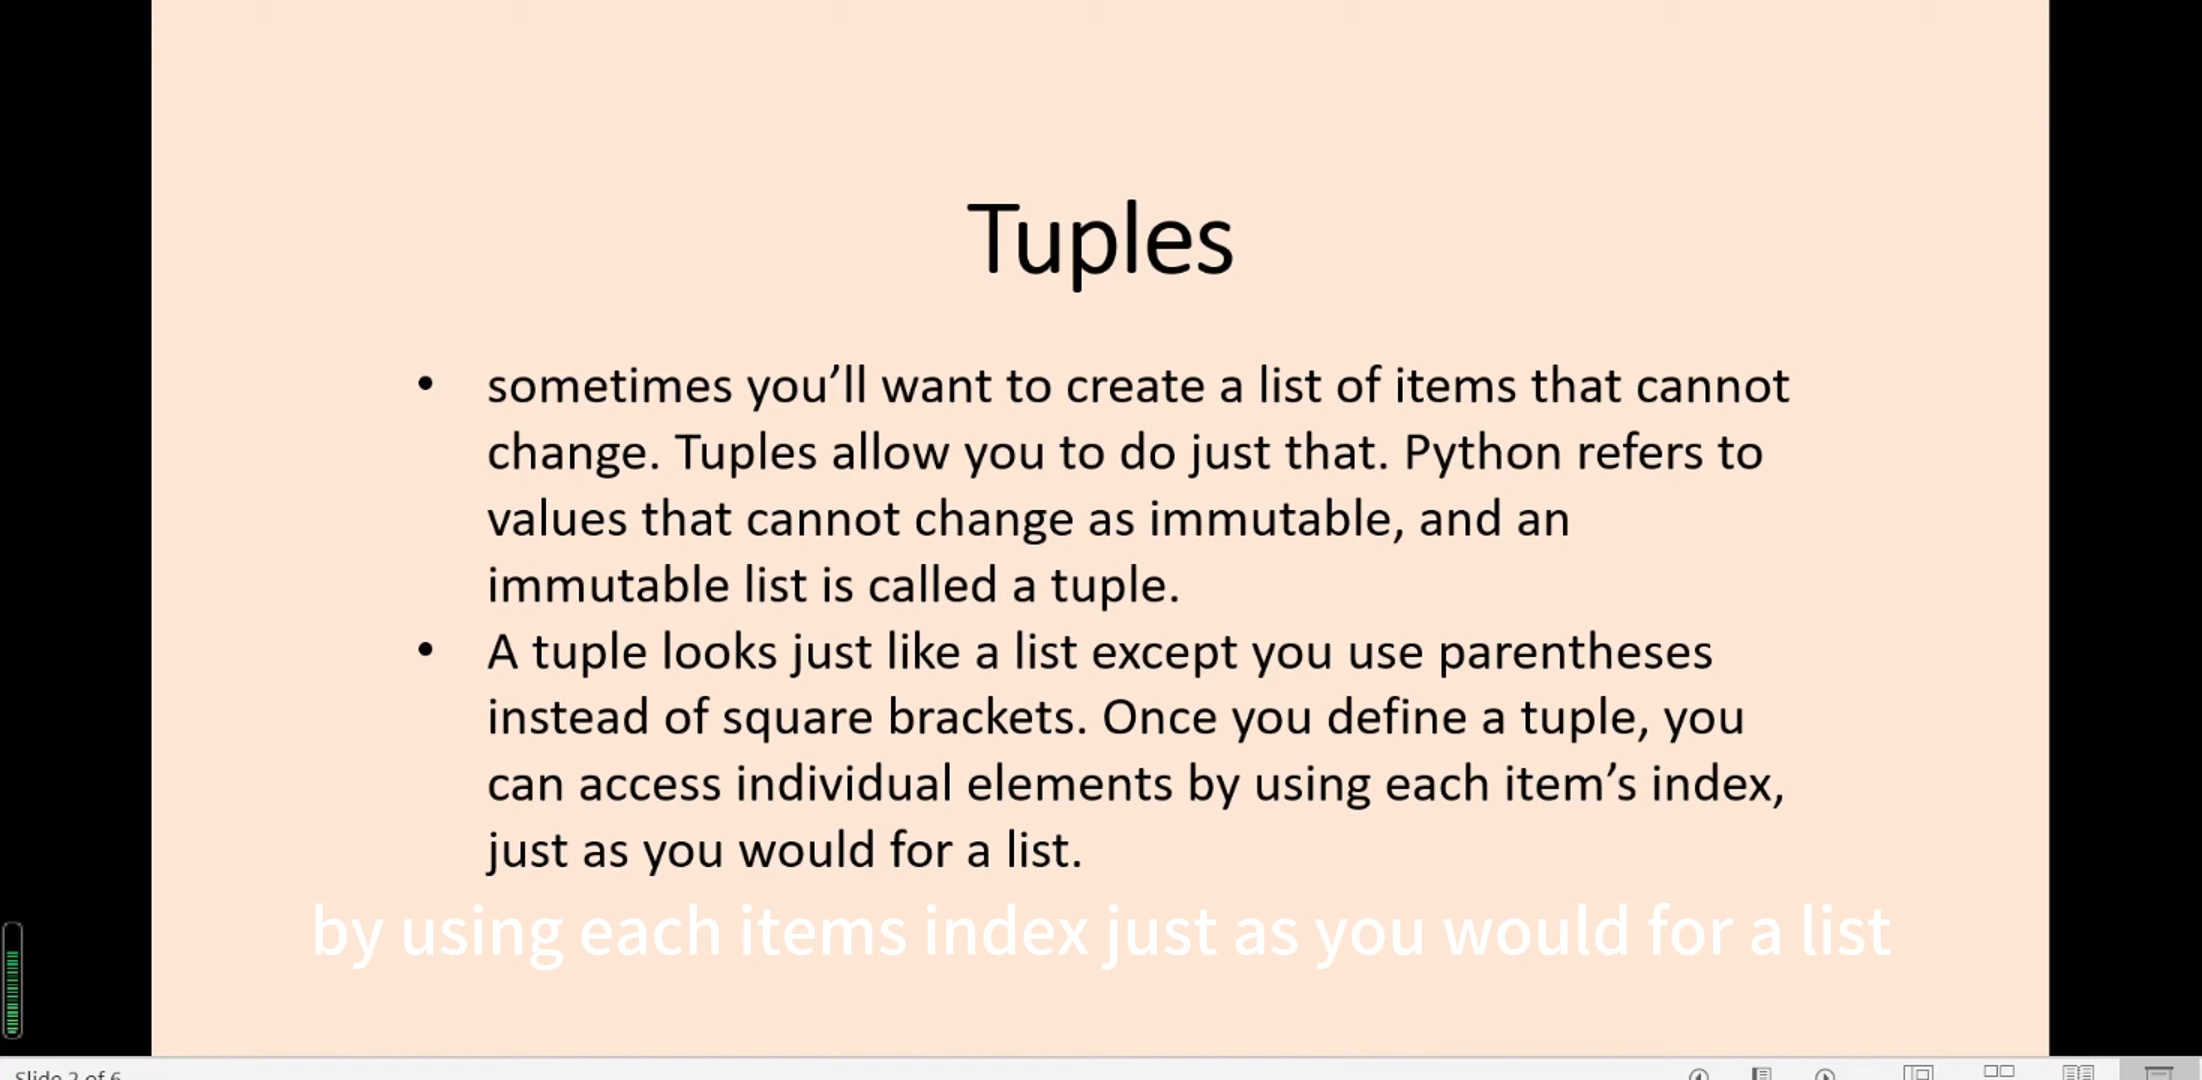 Tuples
• sometimes you’ll want to create a list of items that cannot
change. Tuples allow you to do just that. Python refers to
values that cannot change as immutable, and an
immutable list is called a tuple.
• A tuple looks just like a list except you use parentheses
instead of square brackets. Once you define a tuple, you
can access individual elements by using each item’s index,
just as you would for a list.
by using each items index just as you would for a list
Slide 2 of 6